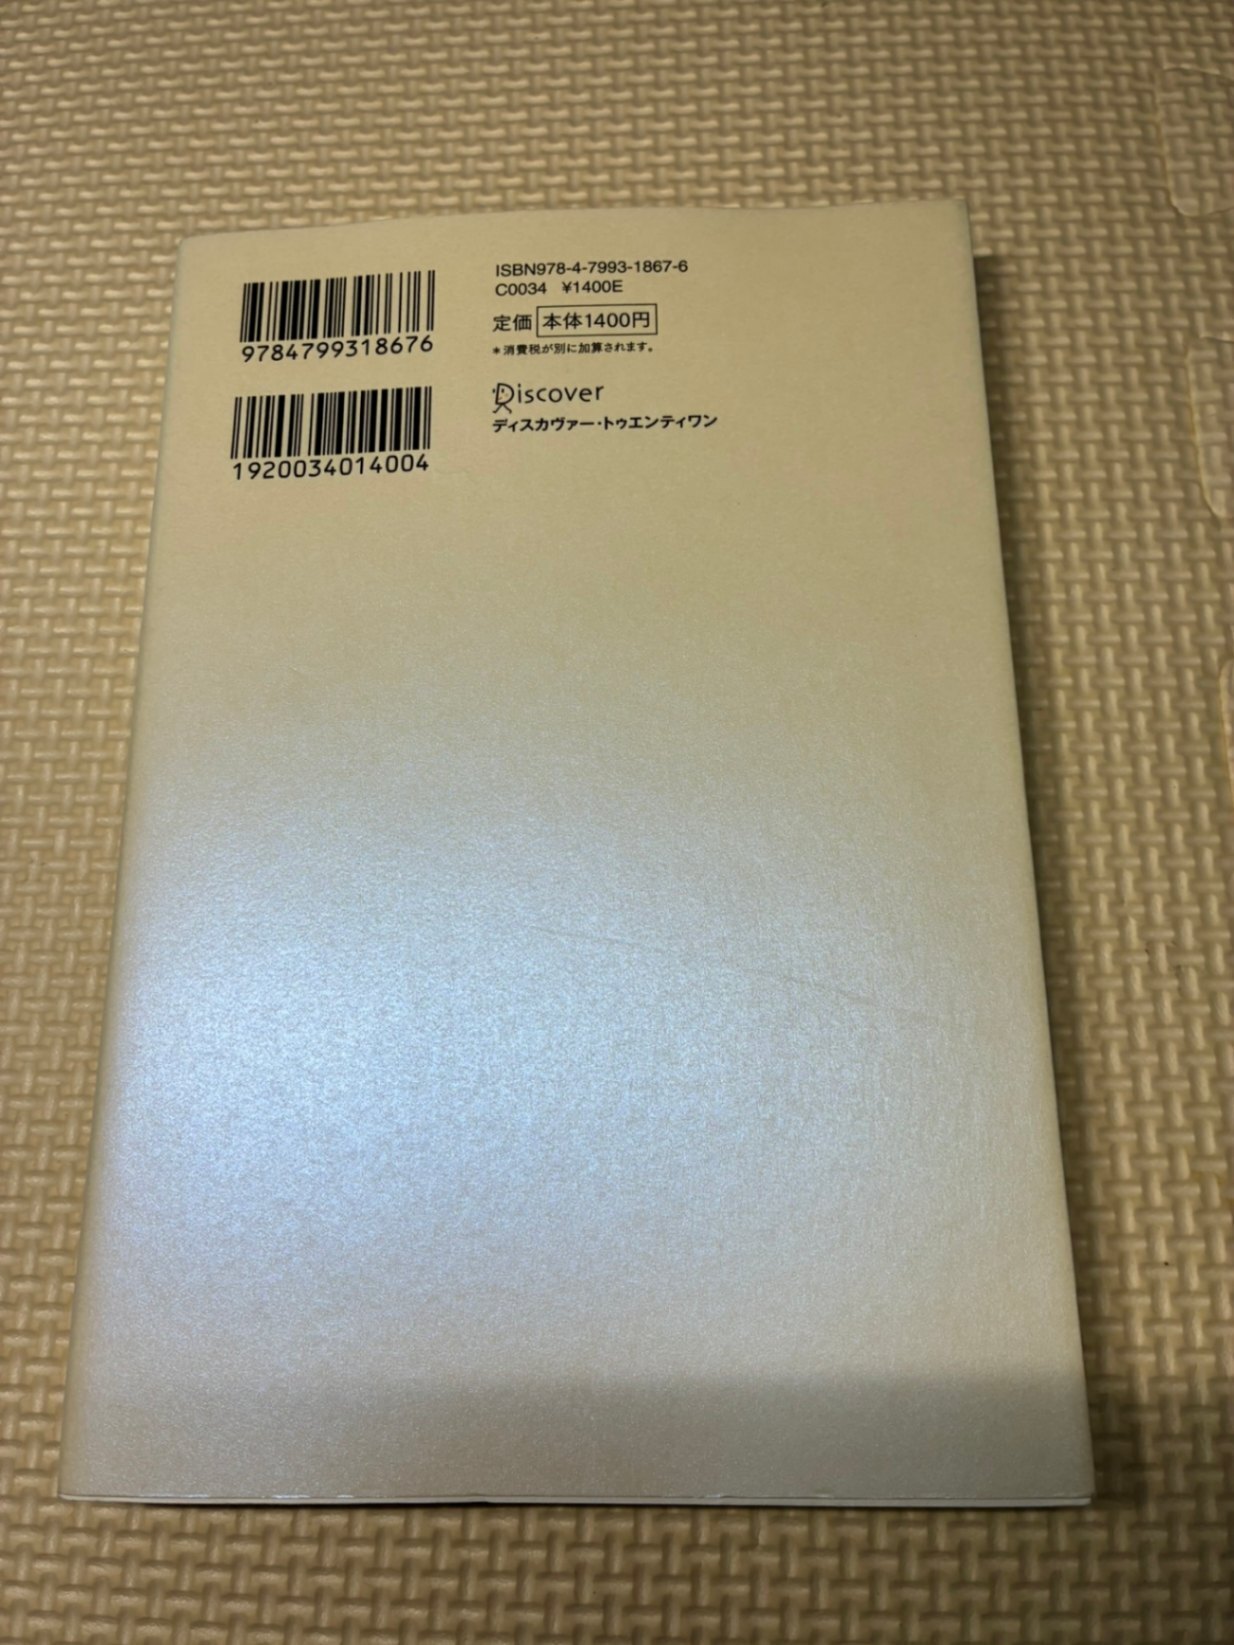 9784799318676
1920034014004
ISBN978-4-7993-1867-6
C0034 ¥1400E
定価 本体1400円
*消費税が別に加算されます。
Discover
ディスカヴァー・トゥエンティワン